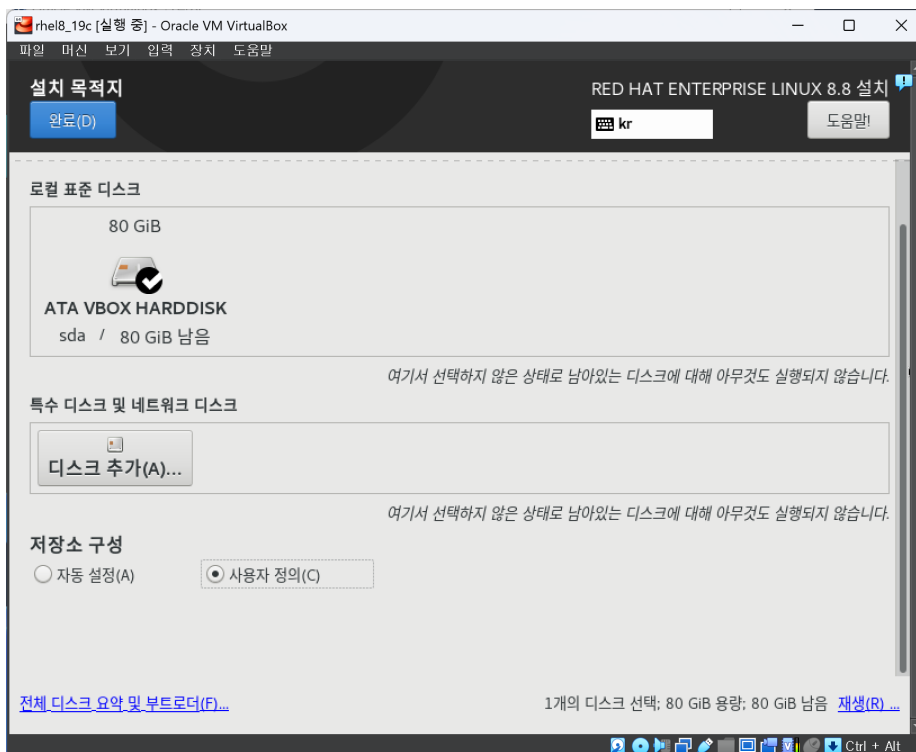 rhel8_19c [실행 중] - Oracle VM VirtualBox
파일 머신 보기 입력 장치 도움말
설치 목적지
RED HAT ENTERPRISE LINUX 8.8 설치
완료(D)
kr
도움말!
로컬 표준 디스크
80 GiB
ATA VBOX HARDDISK
sda / 80 GiB 남음
여기서 선택하지 않은 상태로 남아있는 디스크에 대해 아무것도 실행되지 않습니다.
특수 디스크 및 네트워크 디스크
디스크 추가(A)...
여기서 선택하지 않은 상태로 남아있는 디스크에 대해 아무것도 실행되지 않습니다.
저장소 구성
자동 설정(A)
사용자 정의(C)
전체 디스크 요약 및 부트로더(F)...
1개의 디스크 선택; 80 GiB 용량; 80 GiB 남음 재생(R) ...
Ctrl + Alt